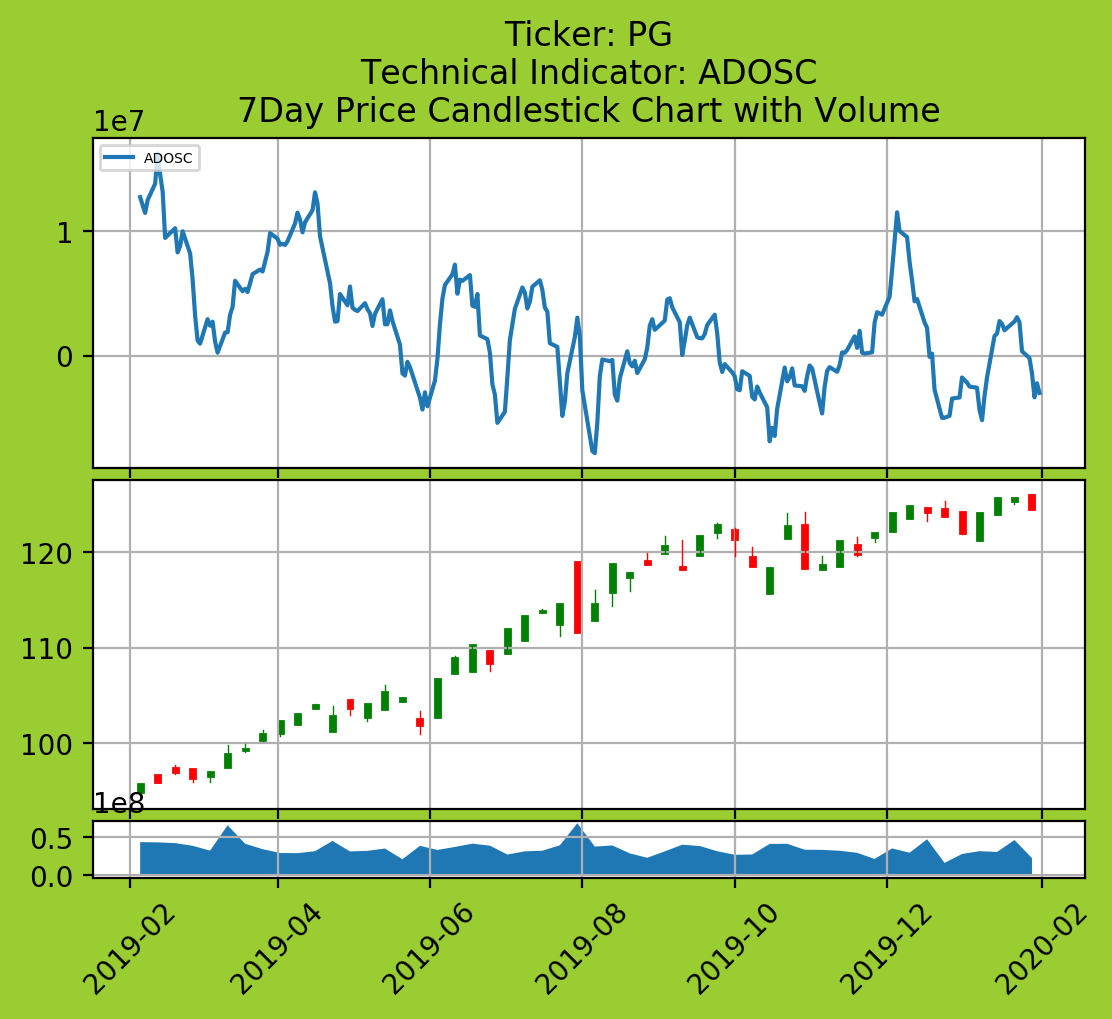 Ticker: PG
Technical Indicator: ADOSC
7Day Price Candlestick Chart with Volume
1e7
ADOSC
1
0
120
110
100
1e8
0.5
0.0
2019-02
2019-04
2019-06
2019-08
2019-10
2019-12
2020-02